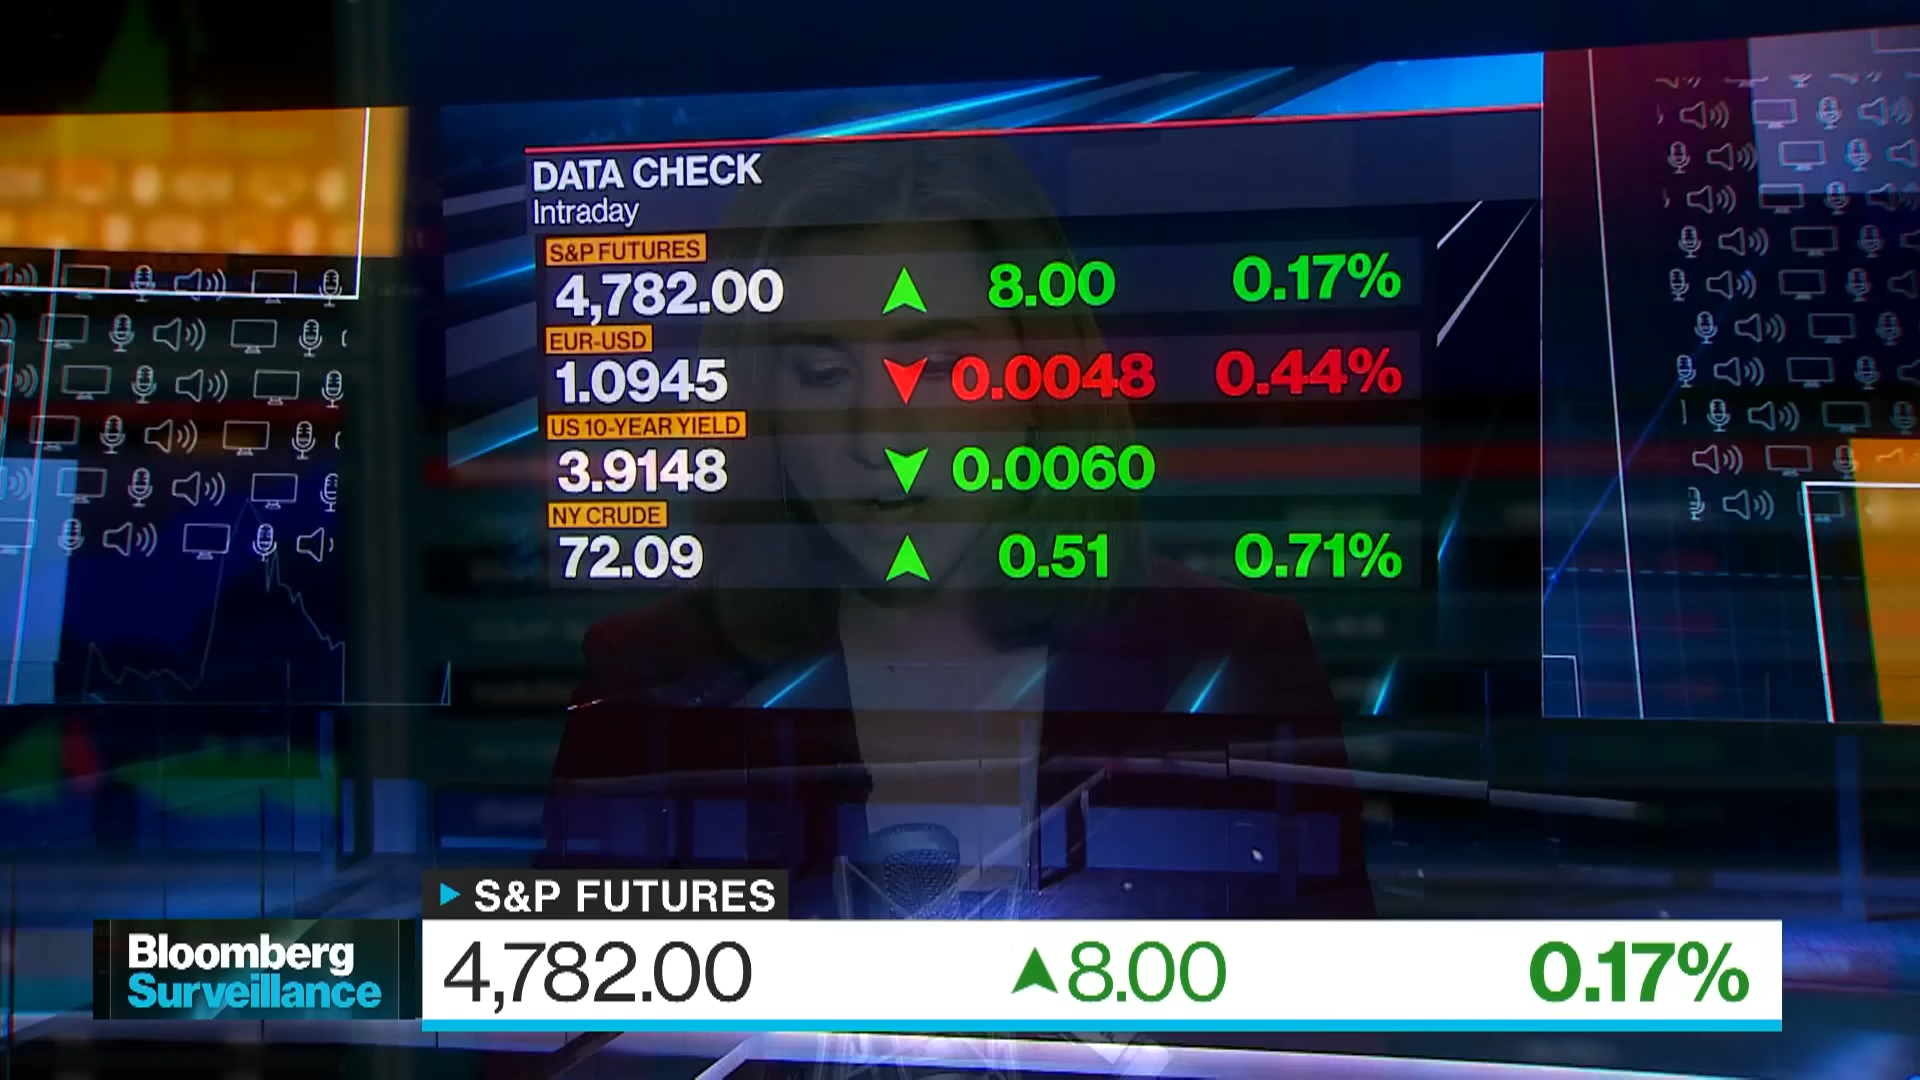 DATA CHECK
Intraday
S&P FUTURES
4,782.00 ▲ 8.00 0.17%
EUR-USD
1.0945 ▼ 0.0048 0.44%
US 10-YEAR YIELD
3.9148 ▼ 0.0060
NY CRUDE
72.09 ▲ 0.51 0.71%
S&P FUTURES
Bloomberg
Surveillance
4,782.00 ▲ 8.00 0.17%